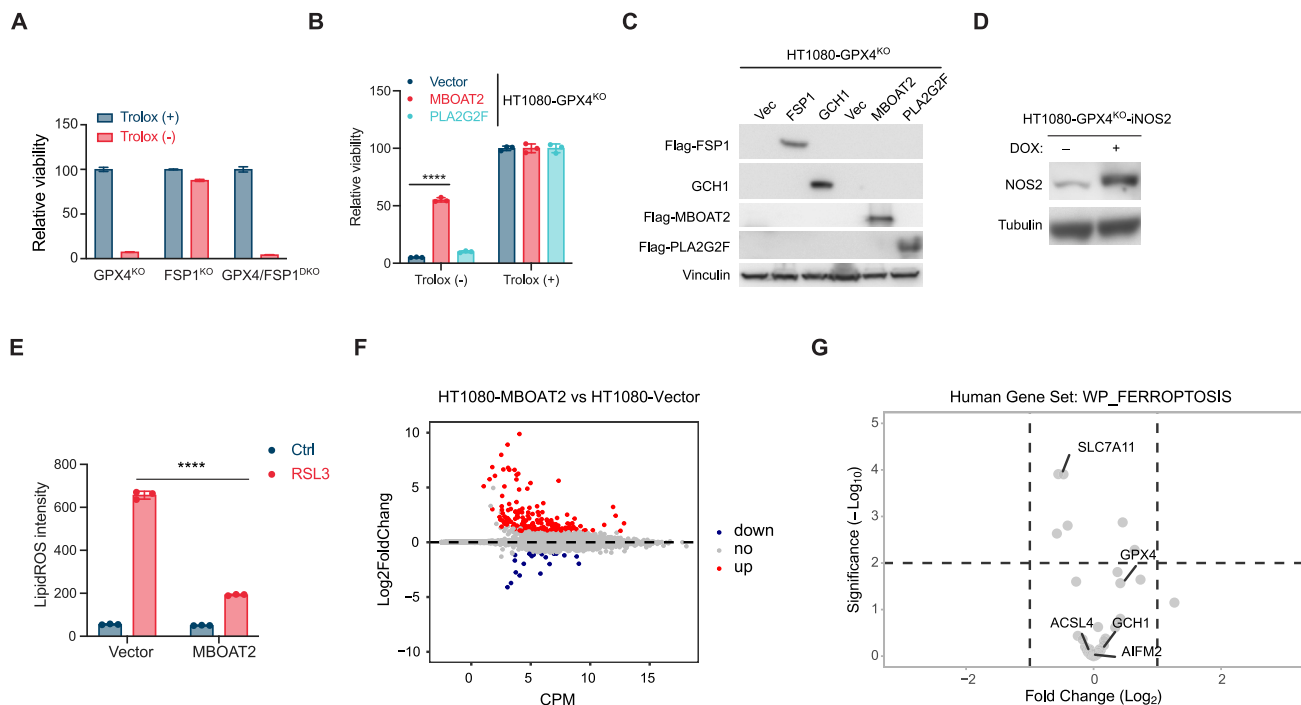 A
Trolox (+)
Trolox (-)
Relative viability
150
100
50
0
GPX4KO
FSP1KO
GPX4/FSP1DKO
B
Vector
MBOAT2
PLA2G2F
HT1080-GPX4KO
Relative viability
150
100
50
0
****
Trolox (-)
Trolox (+)
C
HT1080-GPX4KO
Vec
FSP1
GCH1
Vec
MBOAT2
PLA2G2F
Flag-FSP1
GCH1
Flag-MBOAT2
Flag-PLA2G2F
Vinculin
D
HT1080-GPX4KO-iNOS2
DOX: – +
NOS2
Tubulin
E
Ctrl
RSL3
LipidROS intensity
800
600
400
200
0
****
Vector
MBOAT2
F
HT1080-MBOAT2 vs HT1080-Vector
Log2FoldChang
10
5
0
−5
−10
0 5 10 15
CPM
down
no
up
G
Human Gene Set: WP_FERROPTOSIS
Significance (−Log10)
5
4
3
2
1
0
SLC7A11
GPX4
ACSL4
GCH1
AIFM2
−2 0 2
Fold Change (Log2)